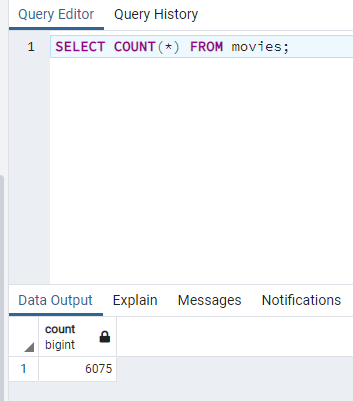 Query Editor Query History
1 SELECT COUNT(*) FROM movies;
Data Output Explain Messages Notifications
count
bigint
1 6075